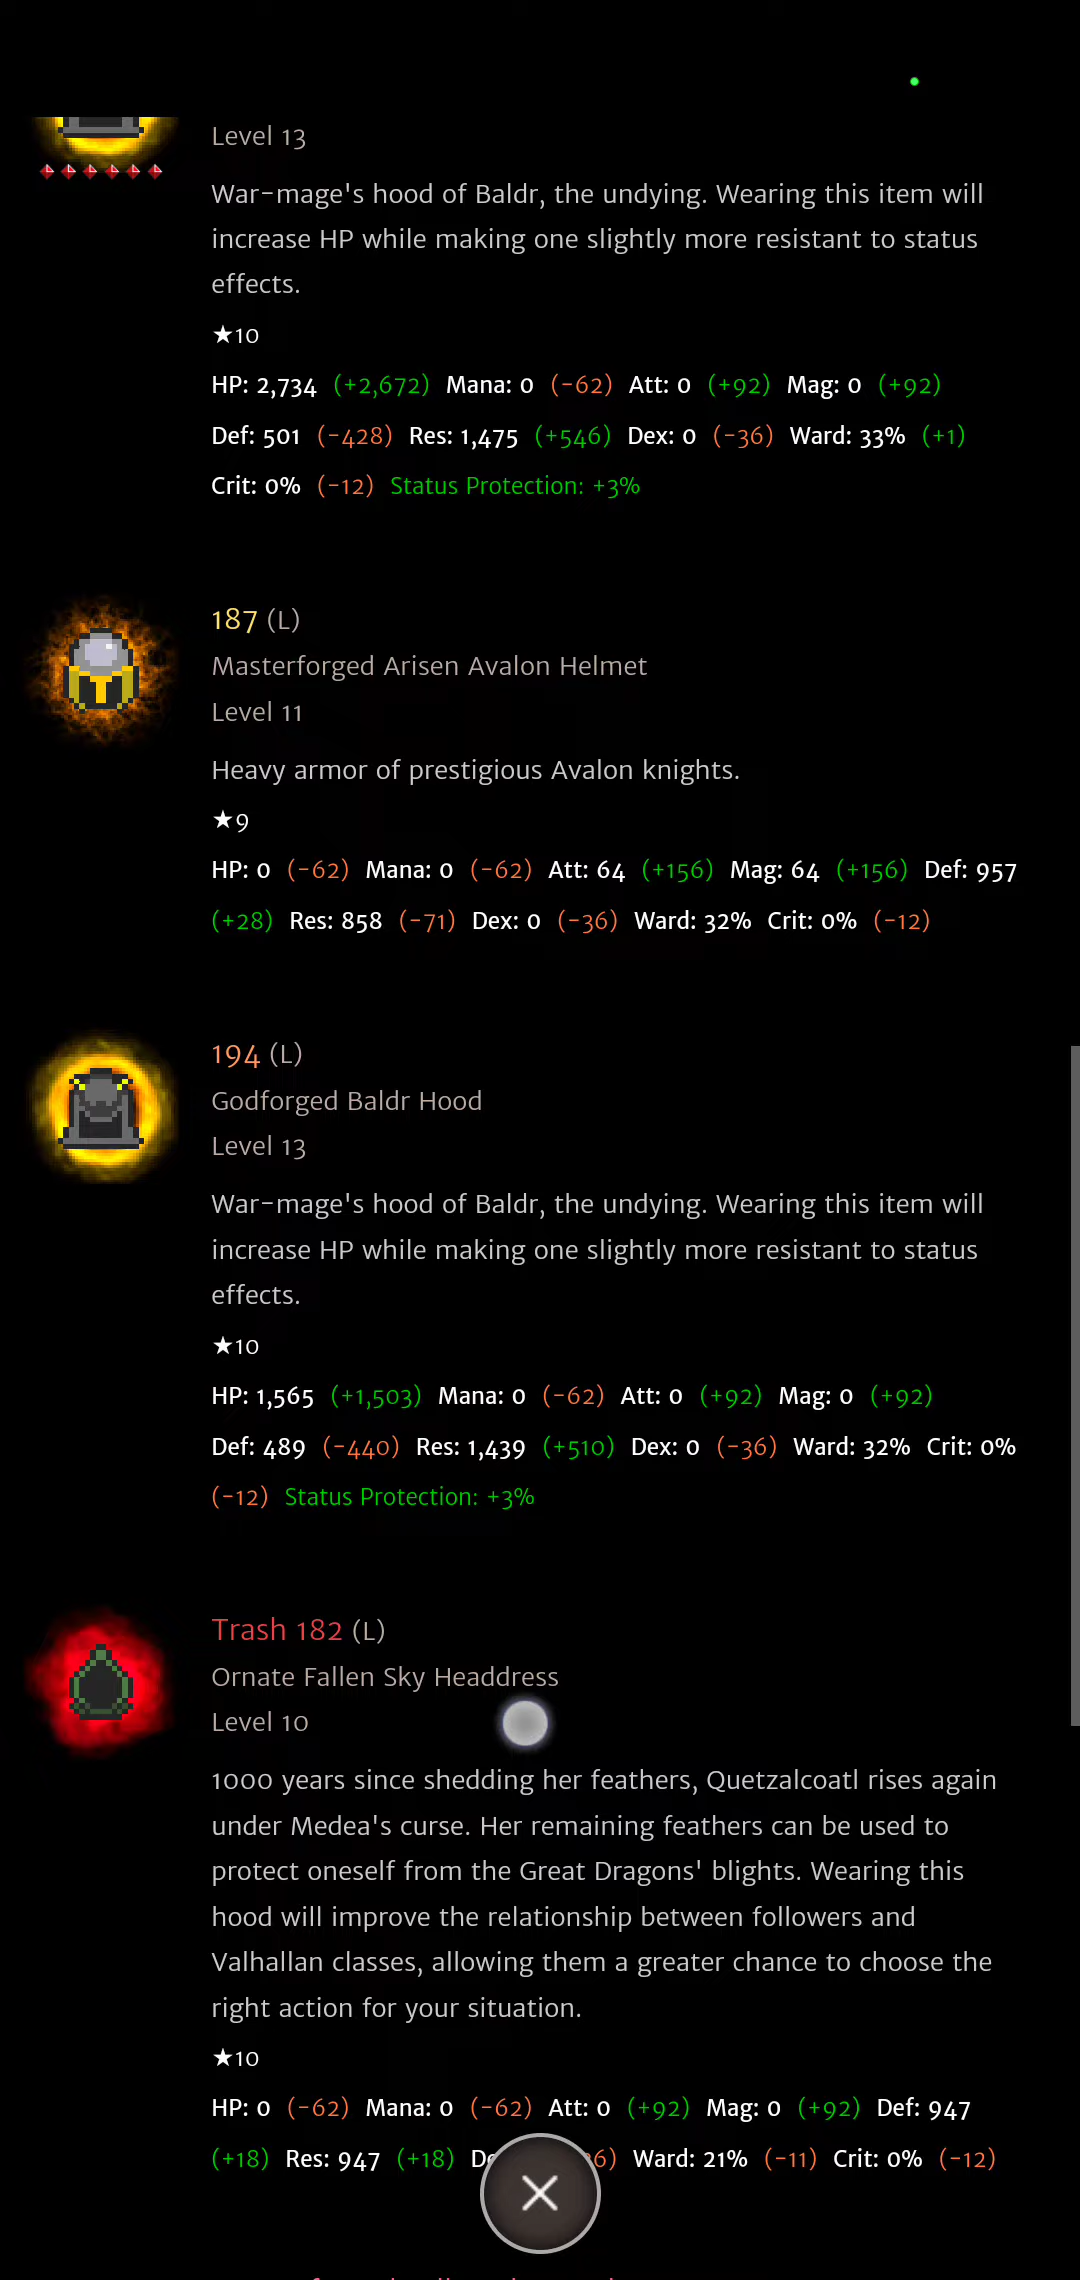 Level 13
War-mage's hood of Baldr, the undying. Wearing this item will
increase HP while making one slightly more resistant to status
effects.
★10
HP: 2,734 (+2,672) Mana: 0 (-62) Att: 0 (+92) Mag: 0 (+92)
Def: 501 (-428) Res: 1,475 (+546) Dex: 0 (-36) Ward: 33% (+1)
Crit: 0% (-12) Status Protection: +3%
187 (L)
Masterforged Arisen Avalon Helmet
Level 11
Heavy armor of prestigious Avalon knights.
★9
HP: 0 (-62) Mana: 0 (-62) Att: 64 (+156) Mag: 64 (+156) Def: 957
(+28) Res: 858 (-71) Dex: 0 (-36) Ward: 32% Crit: 0% (-12)
194 (L)
Godforged Baldr Hood
Level 13
War-mage's hood of Baldr, the undying. Wearing this item will
increase HP while making one slightly more resistant to status
effects.
★10
HP: 1,565 (+1,503) Mana: 0 (-62) Att: 0 (+92) Mag: 0 (+92)
Def: 489 (-440) Res: 1,439 (+510) Dex: 0 (-36) Ward: 32% Crit: 0%
(-12) Status Protection: +3%
Trash 182 (L)
Ornate Fallen Sky Headdress
Level 10
1000 years since shedding her feathers, Quetzalcoatl rises again
under Medea's curse. Her remaining feathers can be used to
protect oneself from the Great Dragons' blights. Wearing this
hood will improve the relationship between followers and
Valhallan classes, allowing them a greater chance to choose the
right action for your situation.
★10
HP: 0 (-62) Mana: 0 (-62) Att: 0 (+92) Mag: 0 (+92) Def: 947
(+18) Res: 947 (+18) Ward: 21% (-11) Crit: 0% (-12)